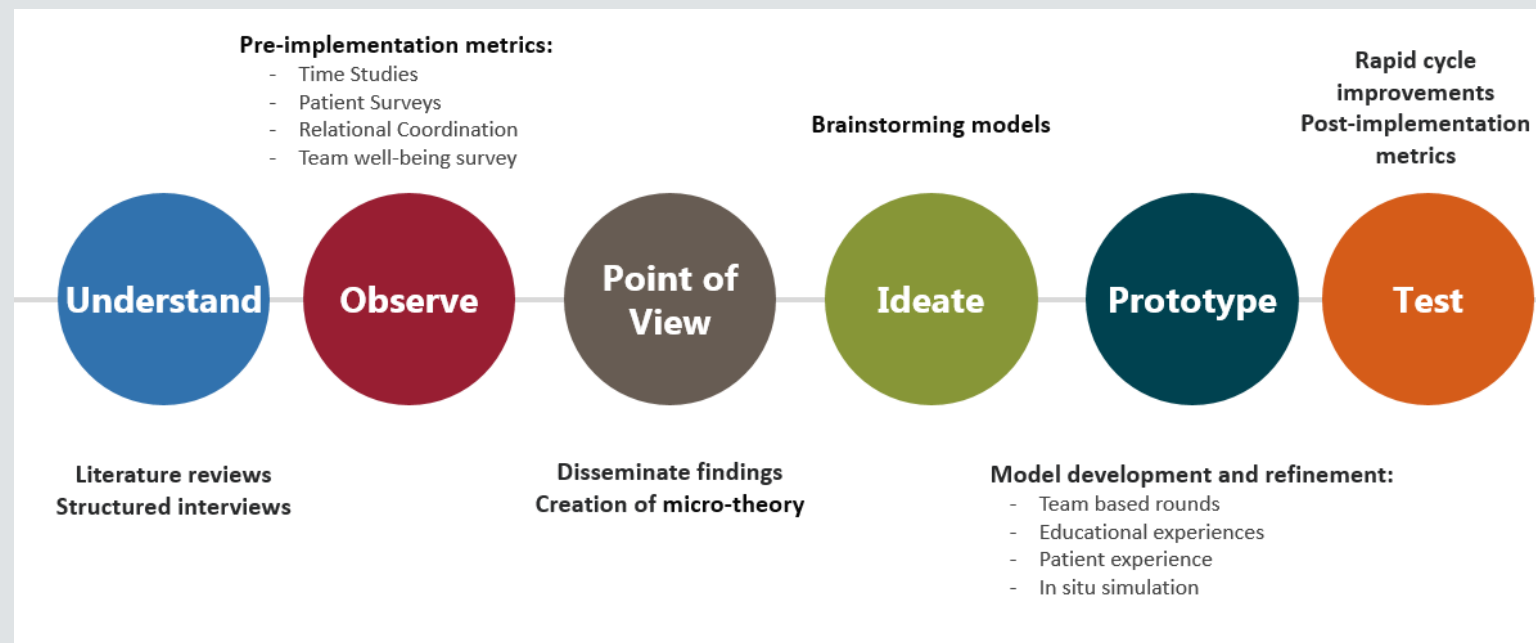 Pre-implementation metrics:
- Time Studies
- Patient Surveys
- Relational Coordination
- Team well-being survey
Brainstorming models
Rapid cycle
improvements
Post-implementation
metrics
Understand
Observe
Point of
View
Ideate
Prototype
Test
Literature reviews
Structured interviews
Disseminate findings
Creation of micro-theory
Model development and refinement:
- Team based rounds
- Educational experiences
- Patient experience
- In situ simulation